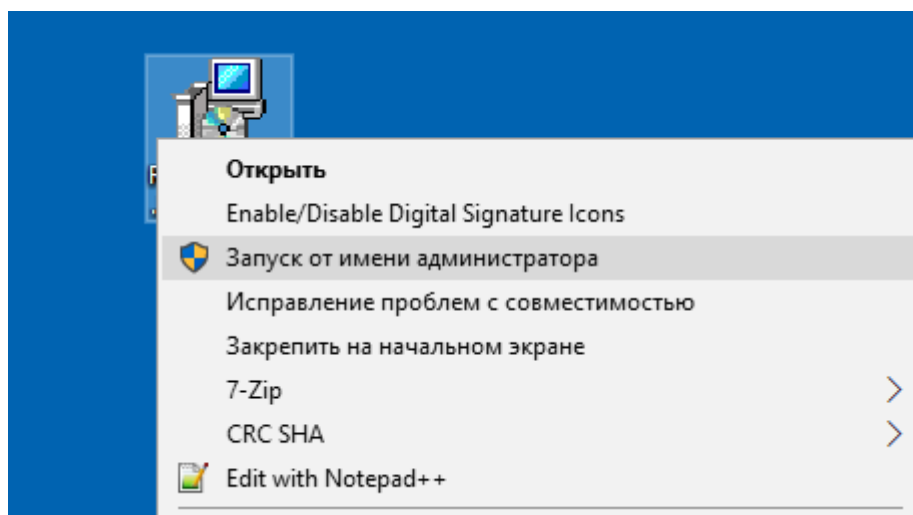 Открыть
Enable/Disable Digital Signature Icons
Запуск от имени администратора
Исправление проблем с совместимостью
Закрепить на начальном экране
7-Zip
CRC SHA
Edit with Notepad++